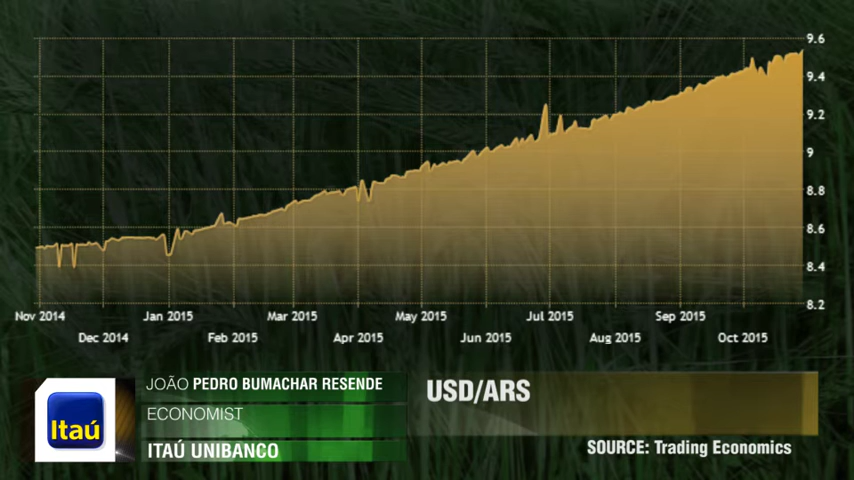 9.6
9.4
9.2
9
8.8
8.6
8.4
8.2
Nov 2014
Dec 2014
Jan 2015
Feb 2015
Mar 2015
Apr 2015
May 2015
Jun 2015
Jul 2015
Aug 2015
Sep 2015
Oct 2015
Itaú
JOÃO PEDRO BUMACHAR RESENDE
ECONOMIST
ITAÚ UNIBANCO
USD/ARS
SOURCE: Trading Economics